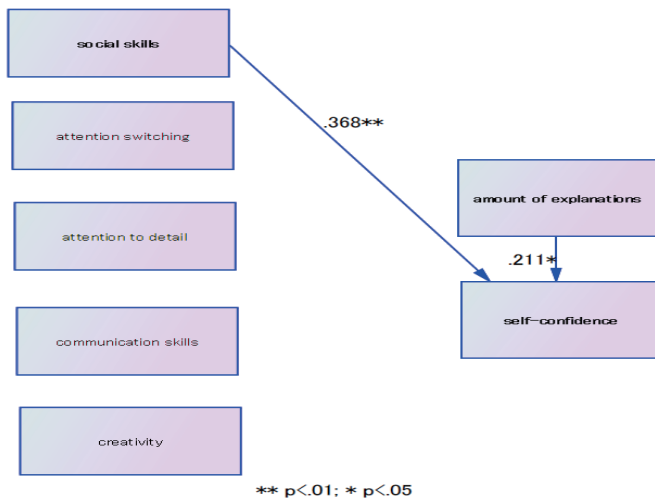 social skills
attention switching
.368**
amount of explanations
attention to detail
.211*
self-confidence
communication skills
creativity
** p<.01; * p<.05